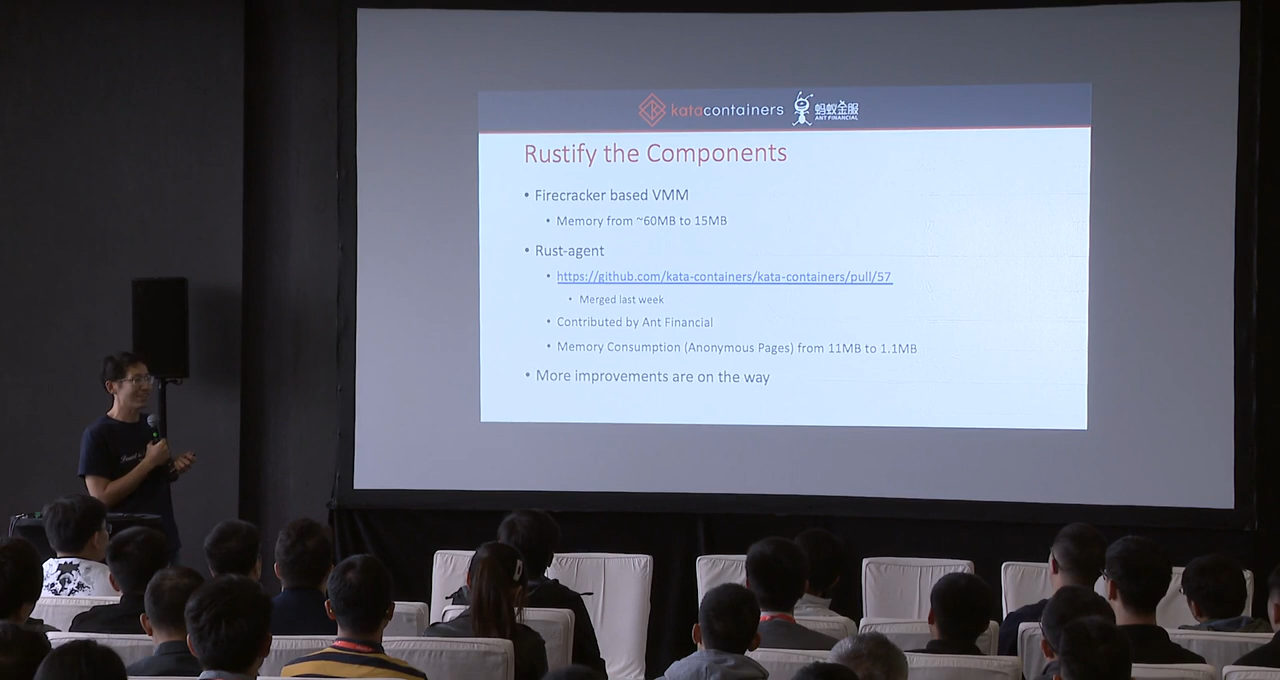 katacontainers
蚂蚁金服
ANT FINANCIAL
Rustify the Components
• Firecracker based VMM
• Memory from ~60MB to 15MB
• Rust-agent
• https://github.com/kata-containers/kata-containers/pull/57
• Merged last week
• Contributed by Ant Financial
• Memory Consumption (Anonymous Pages) from 11MB to 1.1MB
• More improvements are on the way